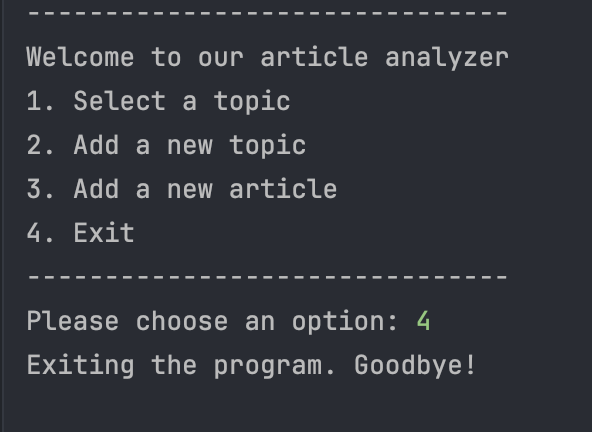 -------------------------------
Welcome to our article analyzer
1. Select a topic
2. Add a new topic
3. Add a new article
4. Exit
-------------------------------
Please choose an option: 4
Exiting the program. Goodbye!